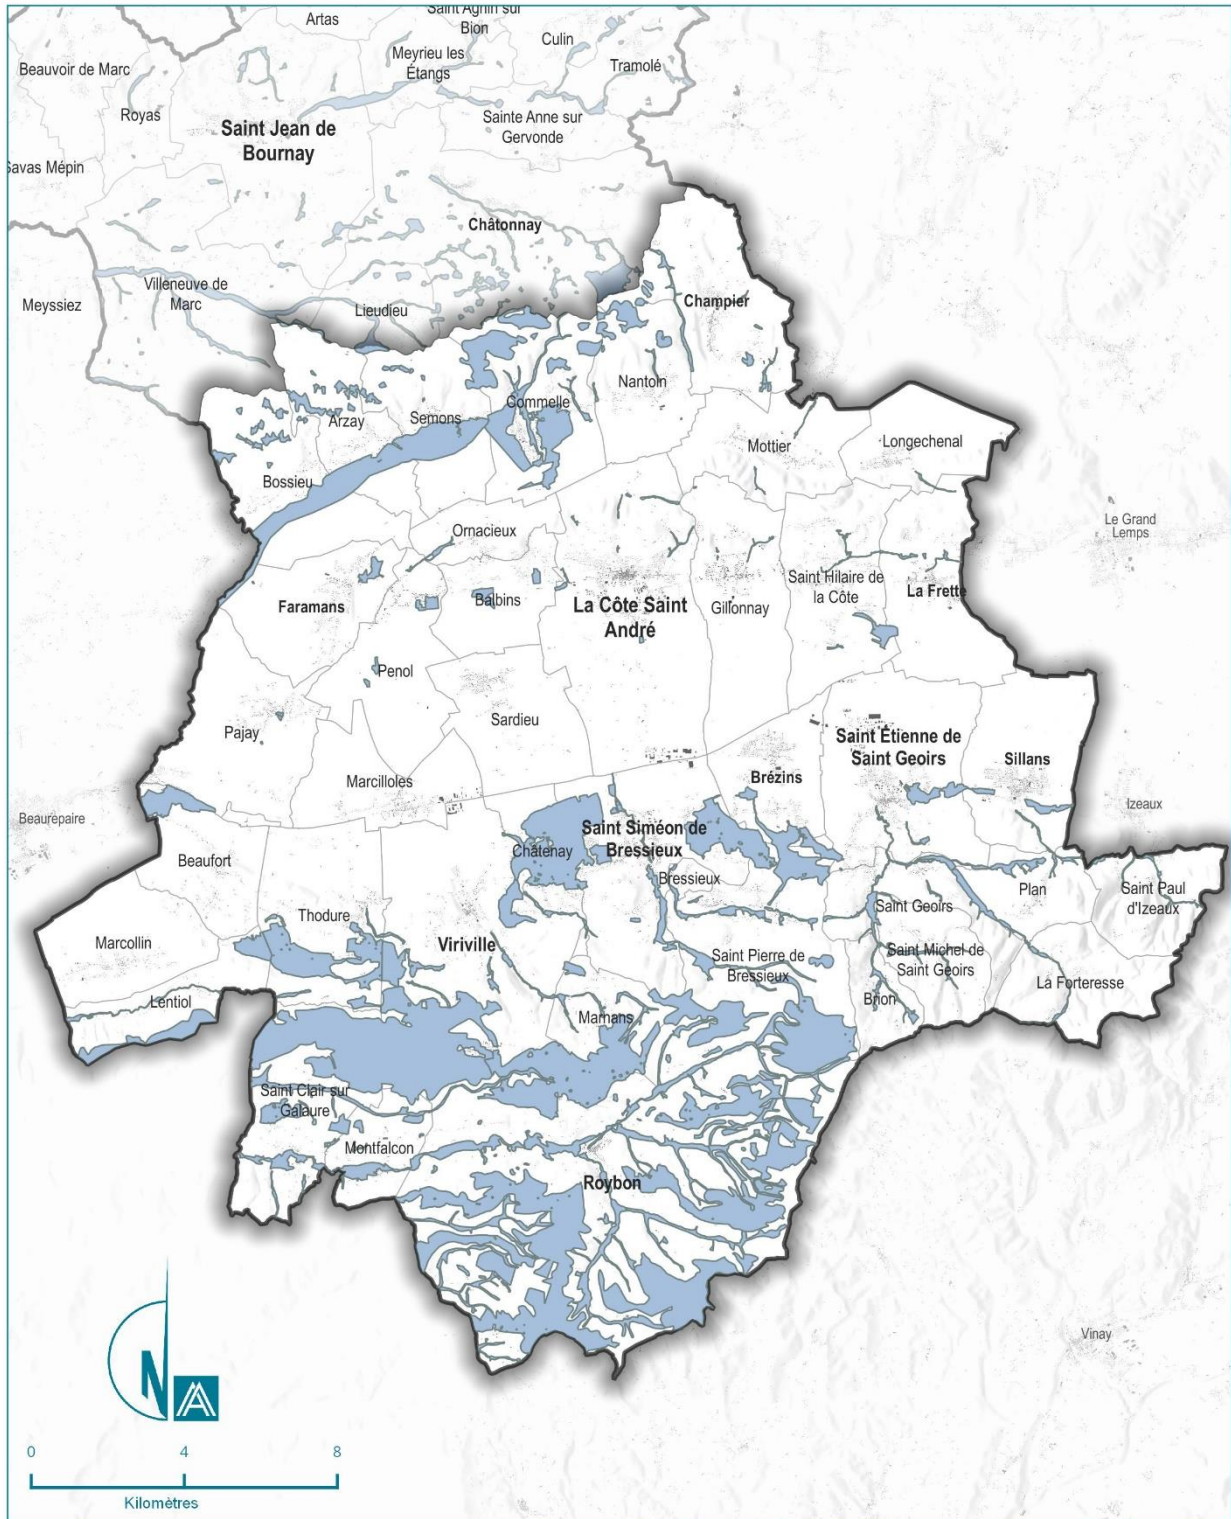 Artas
Saint Agnin sur
Bion
Culin
Meyrieu les
Étangs
Beauvoir de Marc
Tramolé
Royas
Sainte Anne sur
Gervonde
Saint Jean de
Bournay
Savas Mépin
Châtonnay
Villeneuve de
Marc
Meyssiez
Lieudieu
Champier
Nantoin
Commelle
Arzay
Semons
Mottier
Longechenal
Bossieu
Ornacieux
Le Grand
Lemps
Saint Hilaire de
la Côte
La Frette
Faramans
Balbins
La Côte Saint
André
Gillonnay
Penol
Sardieu
Pajay
Saint Étienne de
Saint Geoirs
Sillans
Marcilloles
Brézins
Beaurepaire
Izeaux
Saint Siméon de
Bressieux
Châtenay
Beaufort
Bressieux
Plan
Saint Paul
d'Izeaux
Thodure
Saint Geoirs
Marcollin
Viriville
Saint Pierre de
Bressieux
Saint Michel de
Saint Geoirs
La Forteresse
Lentiol
Brion
Marnans
Saint Clair sur
Galaure
Montfalcon
Roybon
Vinay
N
0 4 8
Kilomètres